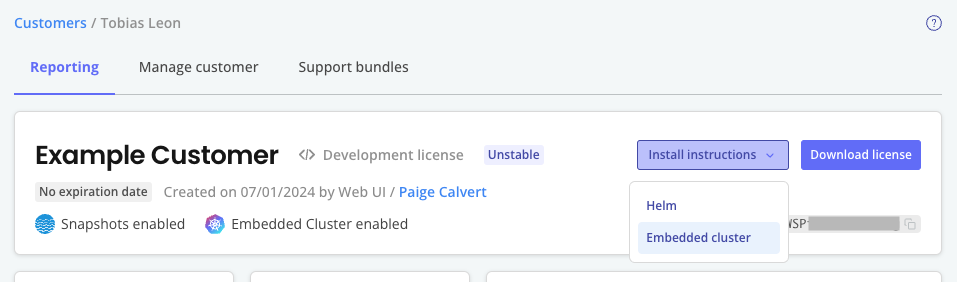 Customers / Tobias Leon
?
Reporting Manage customer Support bundles
Example Customer </> Development license Unstable Install instructions Download license
No expiration date Created on 07/01/2024 by Web UI / Paige Calvert
Helm
Snapshots enabled Embedded Cluster enabled
Embedded cluster